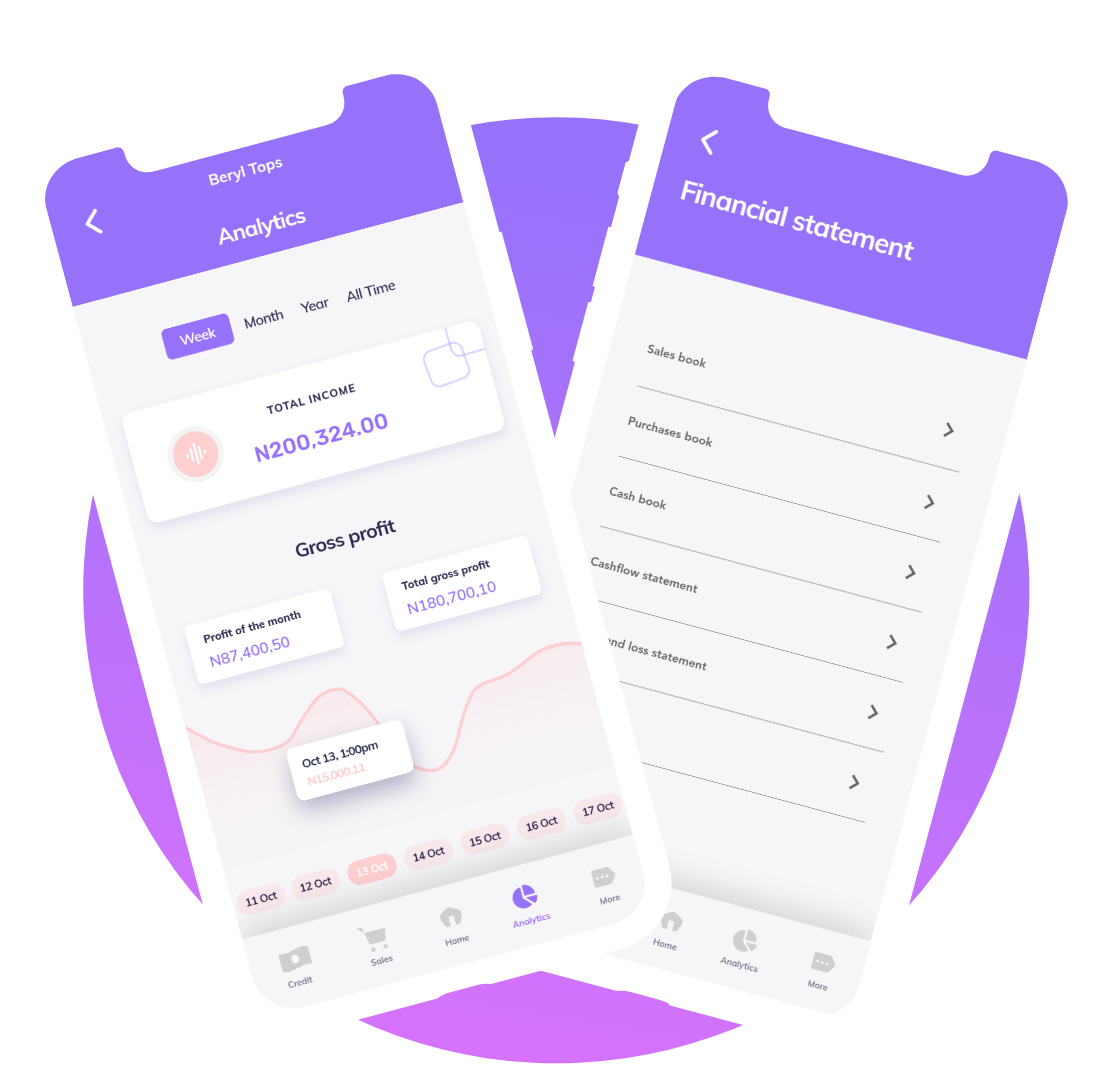 Beryl Tops
Analytics
Week
Month
Year
All Time
TOTAL INCOME
N200,324.00
Gross profit
Profit of the month
N87,400,50
Total gross profit
N180,700,10
Oct 13, 1:00pm
N15,000.11
11 Oct
12 Oct
13 Oct
14 Oct
15 Oct
16 Oct
17 Oct
Credit
Sales
Home
Analytics
More
Financial statement
Sales book
Purchases book
Cash book
Cashflow statement
loss statement
Home
Analytics
More